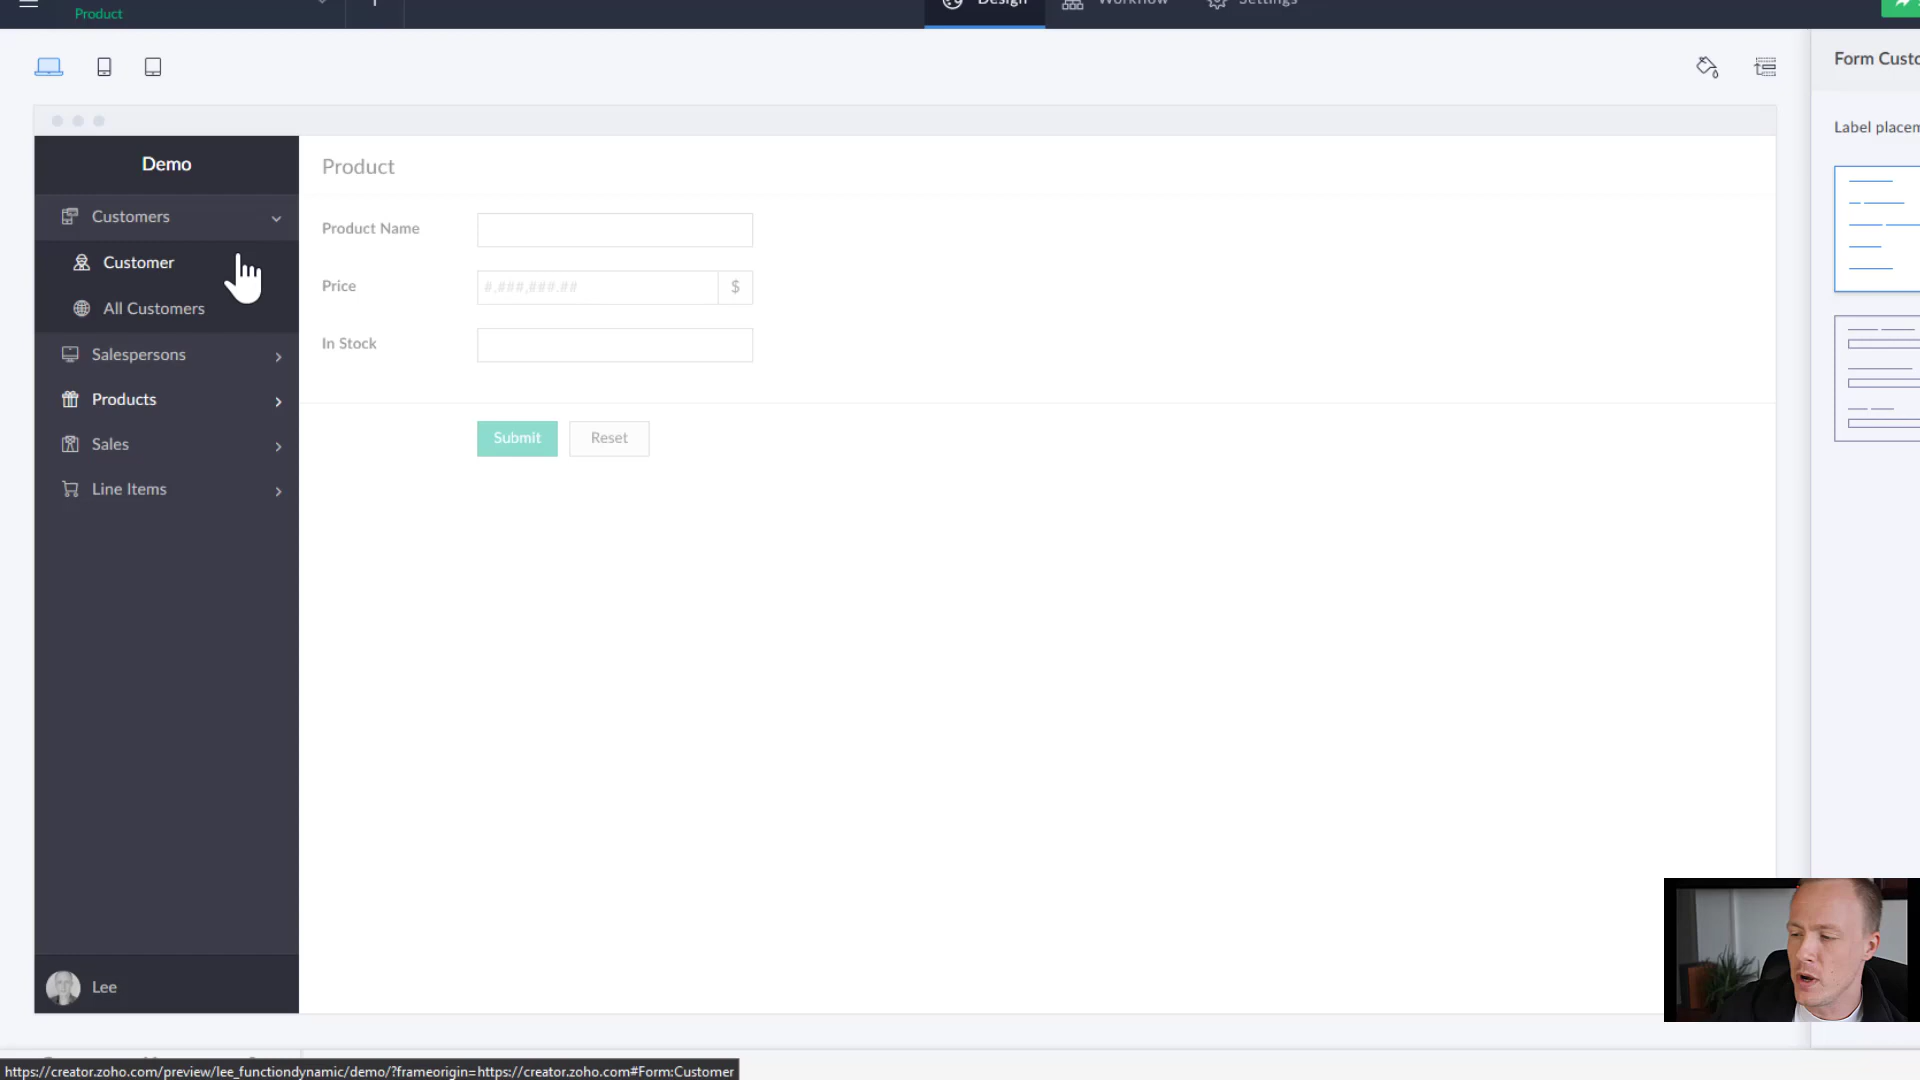 Product
Design
Workflow
Settings
Form Custo
Label placem
Demo
Customers
Customer
All Customers
Salespersons
Products
Sales
Line Items
Lee
Product
Product Name
Price
#,###,###.##
$
In Stock
Submit
Reset
https://creator.zoho.com/preview/lee_functiondynamic/demo/?frameorigin=https://creator.zoho.com#Form:Customer